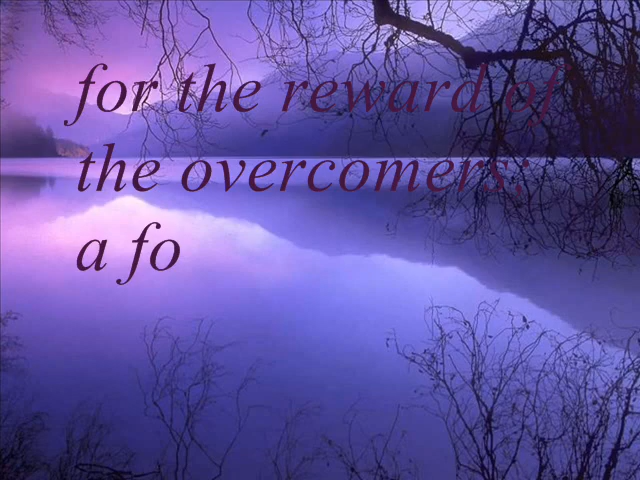 for the reward of
the overcomers;
a fo